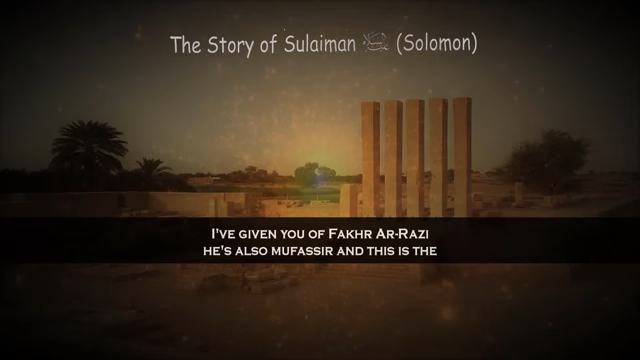 The Story of Sulaiman (Solomon)
I'VE GIVEN YOU OF FAKHR AR-RAZI
HE'S ALSO MUFASSIR AND THIS IS THE